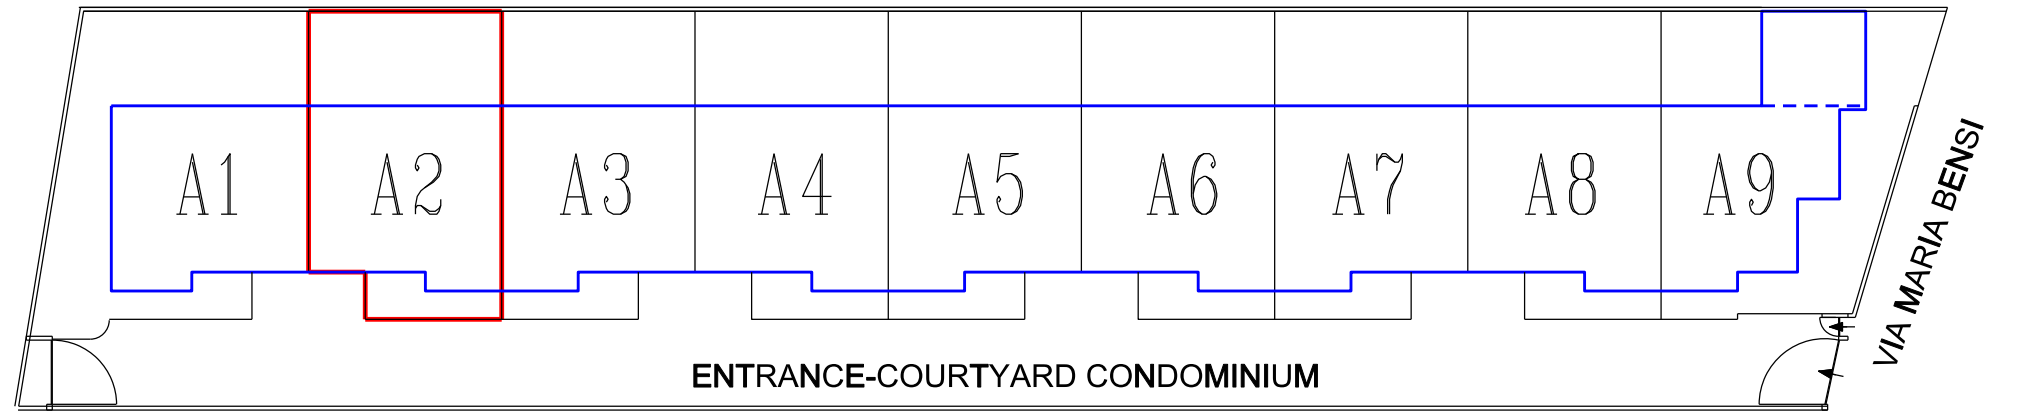 A1 A2 A3 A4 A5 A6 A7 A8 A9
VIA MARIA BENSI
ENTRANCE-COURTYARD CONDOMINIUM